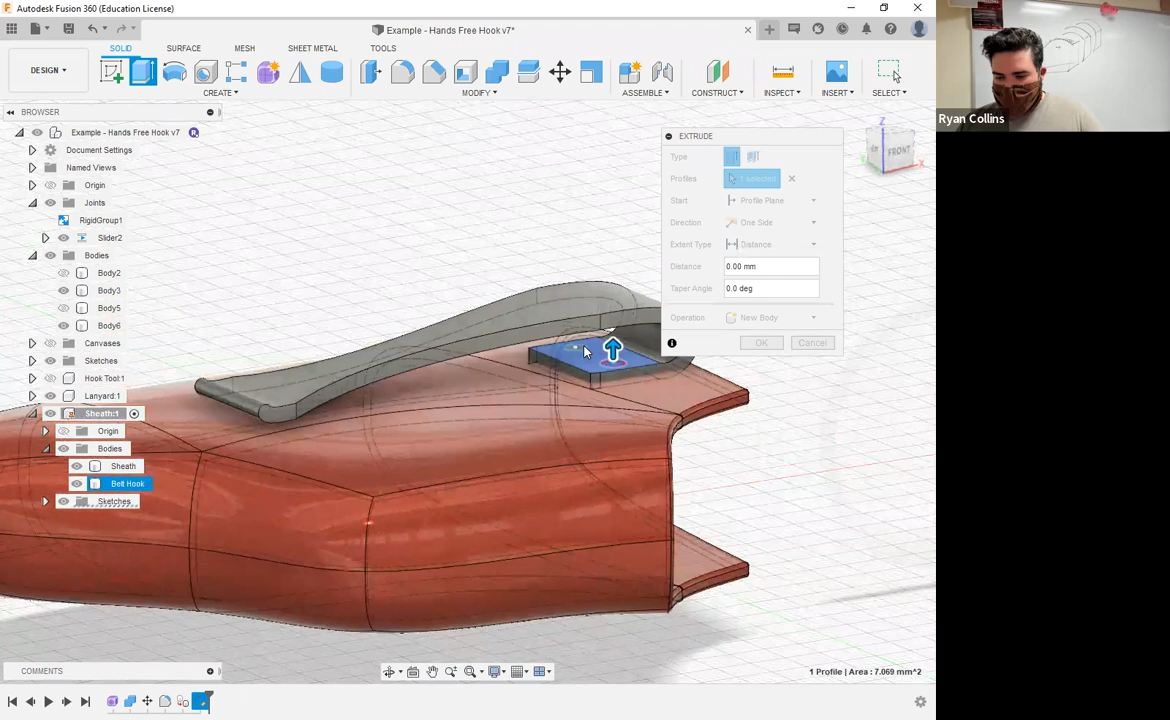 Autodesk Fusion 360 (Education License)
Example - Hands Free Hook v7*
DESIGN
SOLID SURFACE MESH SHEET METAL TOOLS
CREATE MODIFY ASSEMBLE CONSTRUCT INSPECT INSERT SELECT
BROWSER
Example - Hands Free Hook v7
Document Settings
Named Views
Origin
Joints
RigidGroup1
Slider2
Bodies
Body2
Body3
Body5
Body6
Canvases
Sketches
Hook Tool:1
Lanyard:1
Sheath:1
Origin
Bodies
Sheath
Belt Hook
Sketches
EXTRUDE
Type
Profiles 1 selected
Start Profile Plane
Direction One Side
Extent Type Distance
Distance 0.00 mm
Taper Angle 0.0 deg
Operation New Body
OK Cancel
Z
FRONT
X
Ryan Collins
COMMENTS
1 Profile | Area : 7.069 mm^2